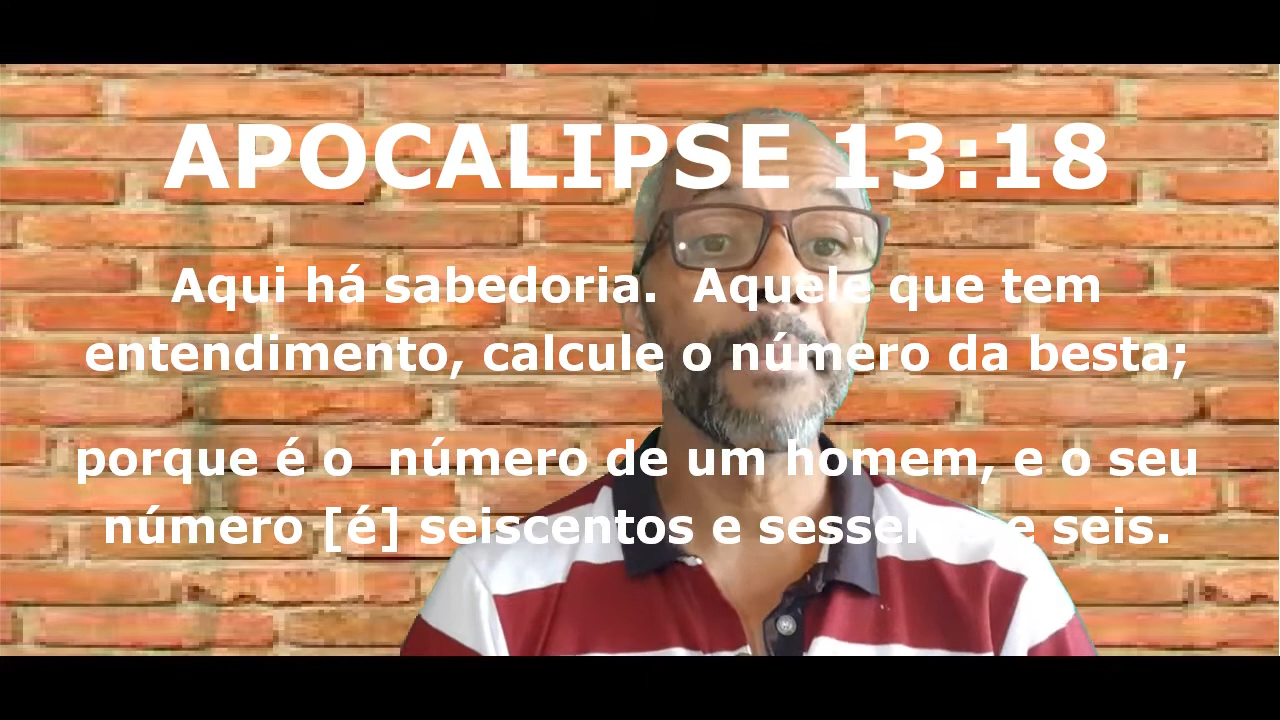 APOCALIPSE 13:18
Aqui há sabedoria. Aquele que tem
entendimento, calcule o número da besta;
porque é o número de um homem, e o seu
número [é] seiscentos e sessenta e seis.